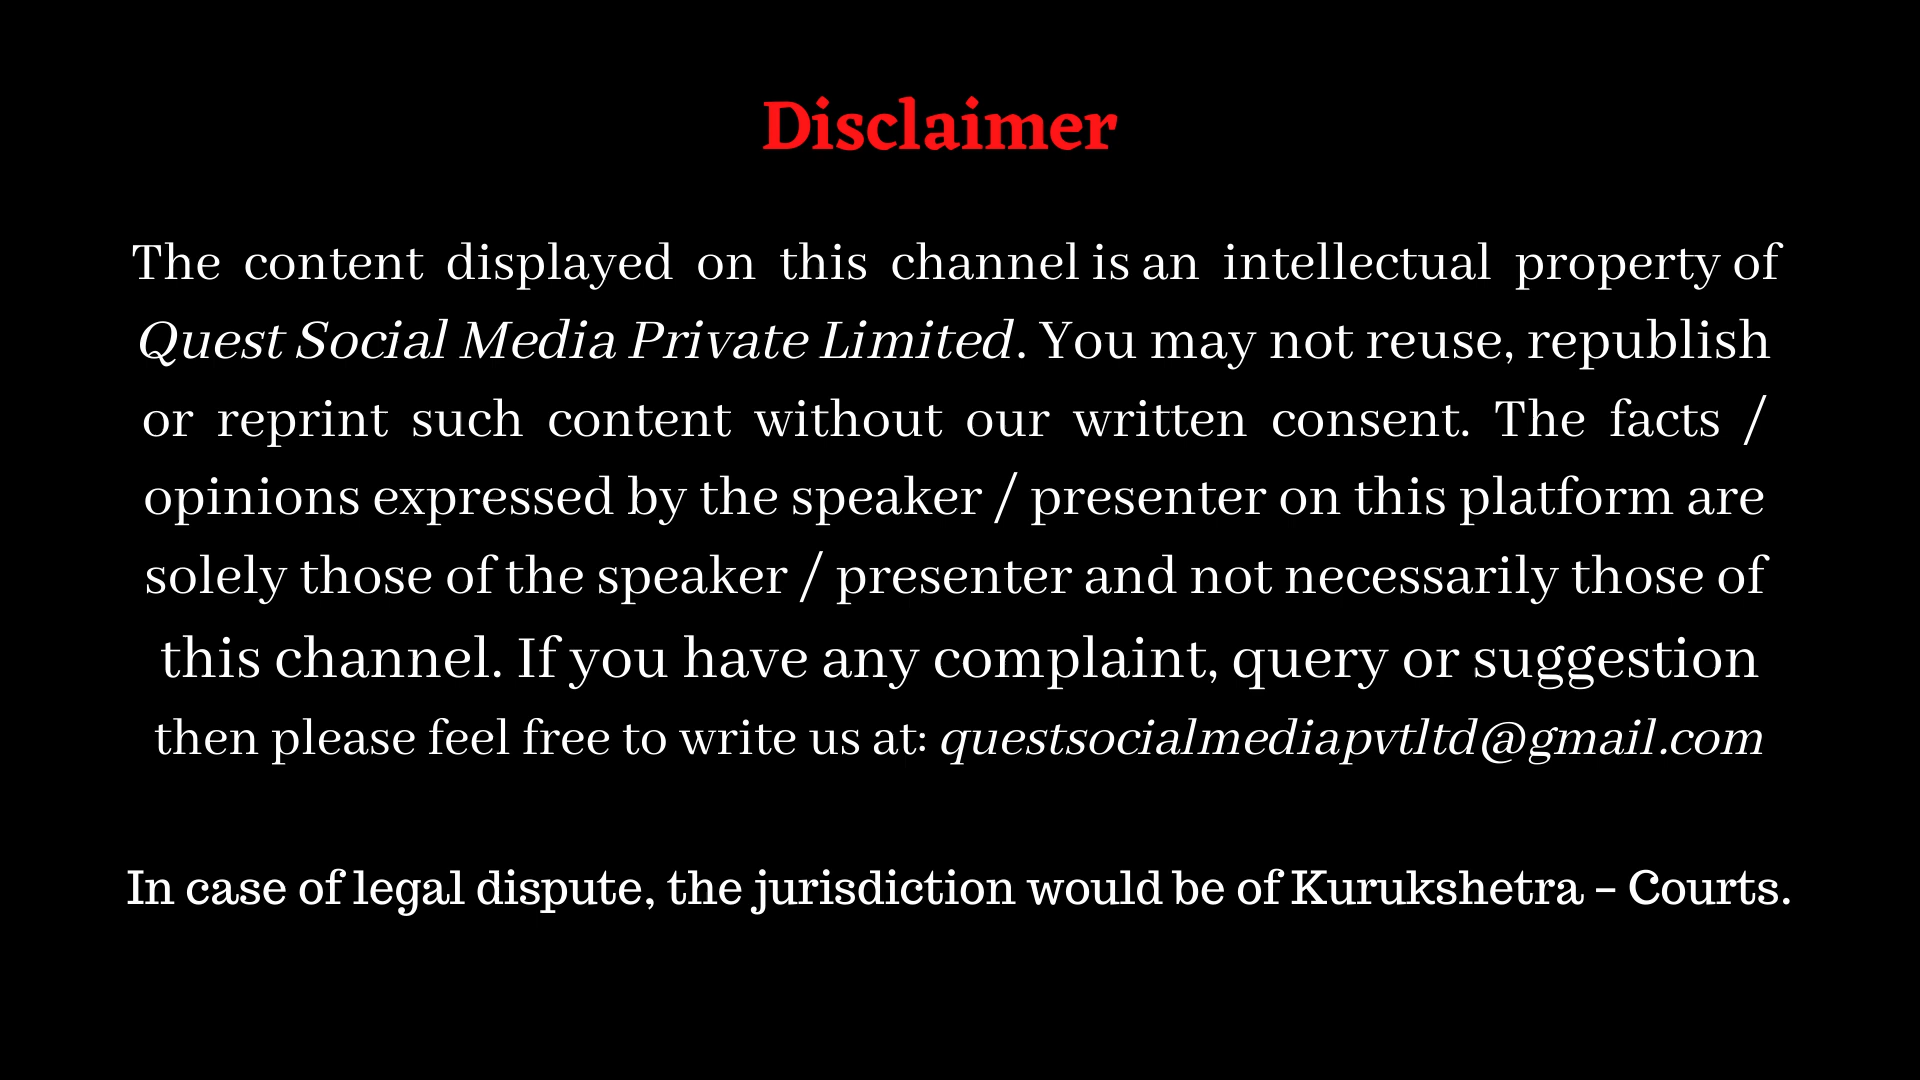 Disclaimer
The content displayed on this channel is an intellectual property of
Quest Social Media Private Limited. You may not reuse, republish
or reprint such content without our written consent. The facts /
opinions expressed by the speaker / presenter on this platform are
solely those of the speaker / presenter and not necessarily those of
this channel. If you have any complaint, query or suggestion
then please feel free to write us at: questsocialmediapvtltd@gmail.com
In case of legal dispute, the jurisdiction would be of Kurukshetra – Courts.